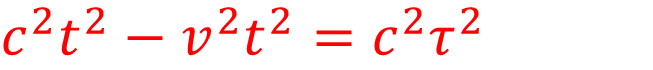 c²t² − v²t² = c²τ²